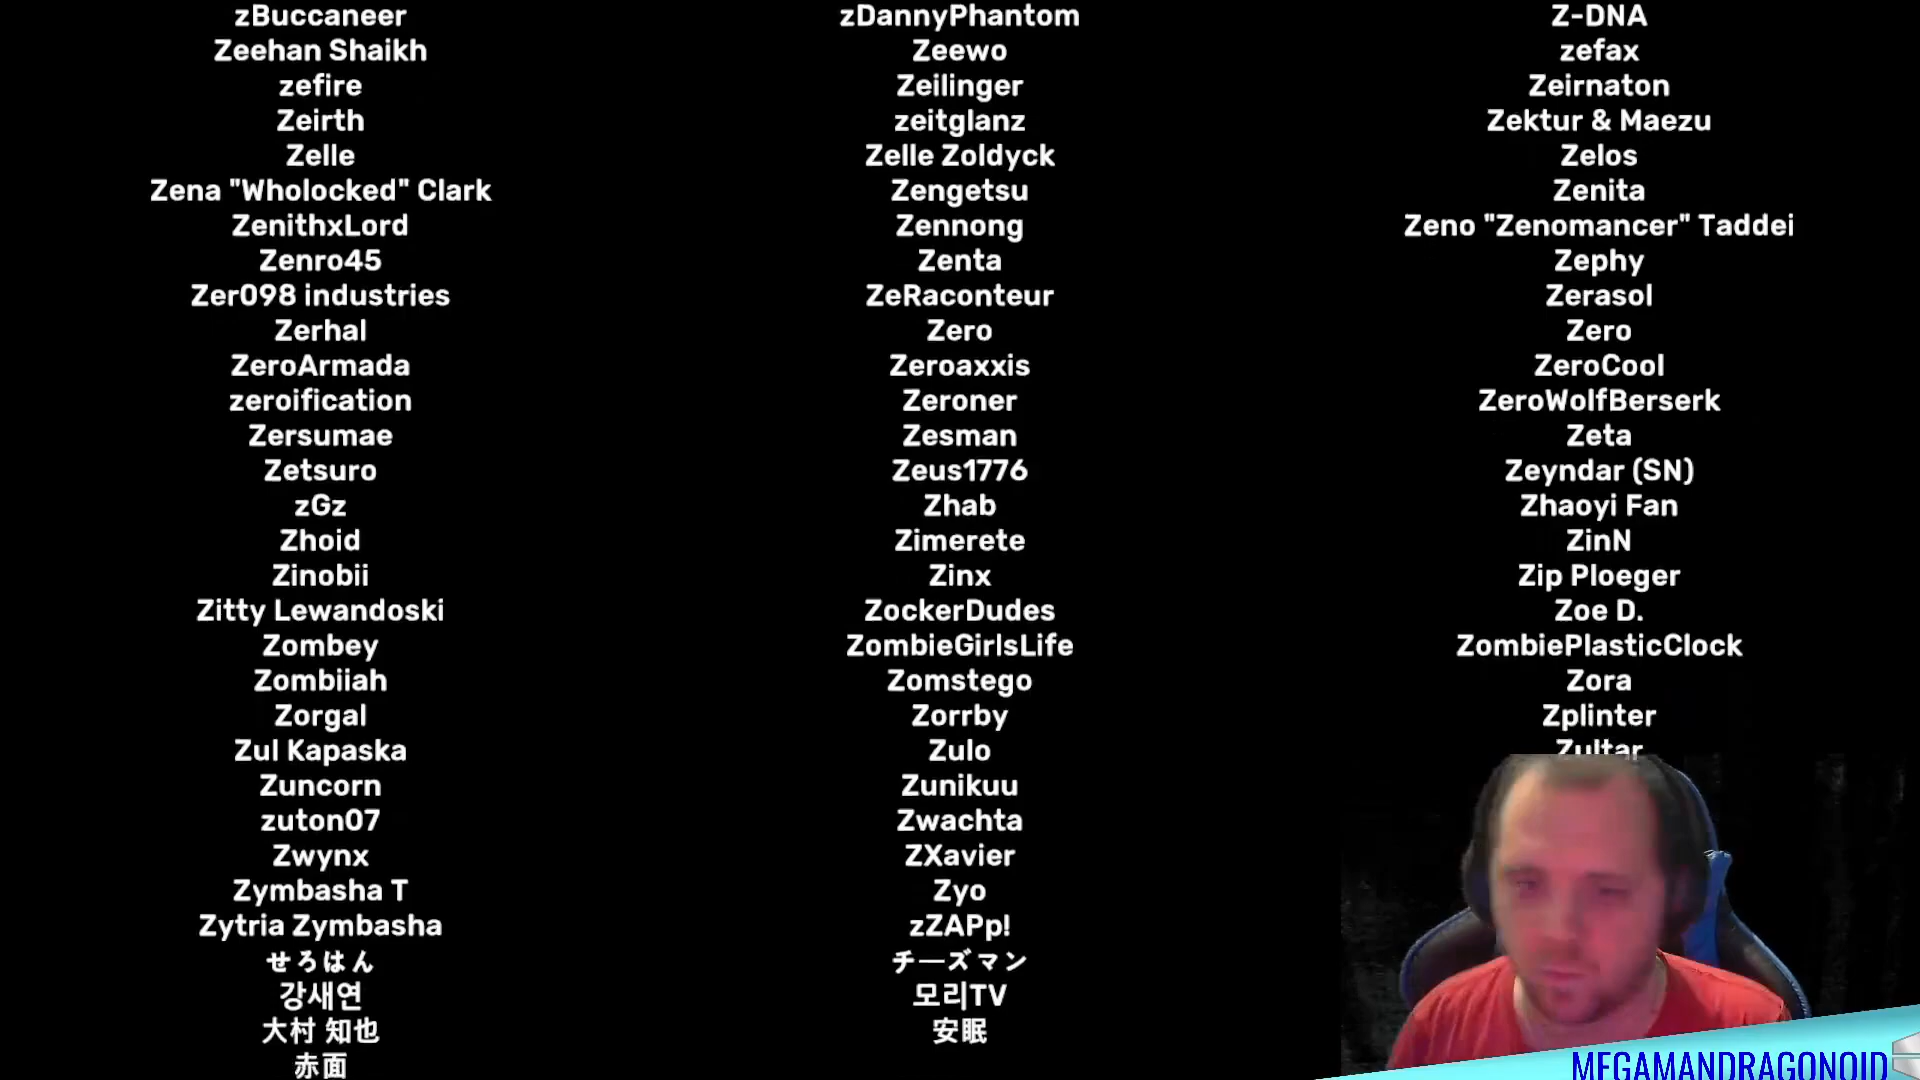 zBuccaneer zDannyPhantom Z-DNA
Zeehan Shaikh Zeewo zefax
zefire Zeilinger Zeirnaton
Zeirth zeitglanz Zektur & Maezu
Zelle Zelle Zoldyck Zelos
Zena "Wholocked" Clark Zengetsu Zenita
ZenithxLord Zennong Zeno "Zenomancer" Taddei
Zenro45 Zenta Zephy
Zer098 industries ZeRaconteur Zerasol
Zerhal Zero Zero
ZeroArmada Zeroaxxis ZeroCool
zeroification Zeroner ZeroWolfBerserk
Zersumae Zesman Zeta
Zetsuro Zeus1776 Zeyndar (SN)
zGz Zhab Zhaoyi Fan
Zhoid Zimerete ZinN
Zinobii Zinx Zip Ploeger
Zitty Lewandoski ZockerDudes Zoe D.
Zombey ZombieGirlsLife ZombiePlasticClock
Zombiiah Zomstego Zora
Zorgal Zorrby Zplinter
Zul Kapaska Zulo Zultar
Zuncorn Zunikuu
zuton07 Zwachta
Zwynx ZXavier
Zymbasha T Zyo
Zytria Zymbasha zZAPp!
せろはん チーズマン
강새연 모리TV
大村 知也 安眠
赤面
MEGAMANDRAGONOID